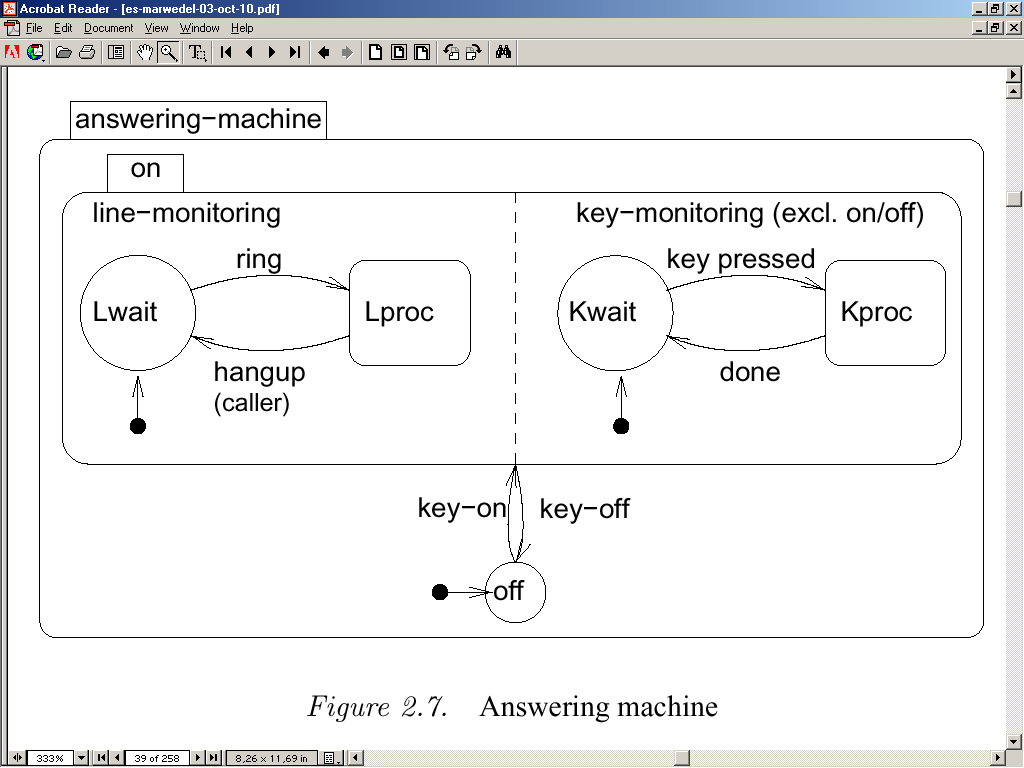 Acrobat Reader - [es-marwedel-03-oct-10.pdf]
File Edit Document View Window Help
answering−machine
on
line−monitoring
key−monitoring (excl. on/off)
ring
key pressed
Lwait
Lproc
Kwait
Kproc
hangup
(caller)
done
key−on
key−off
off
Figure 2.7. Answering machine
333%
39 of 258
8,26 x 11,69 in